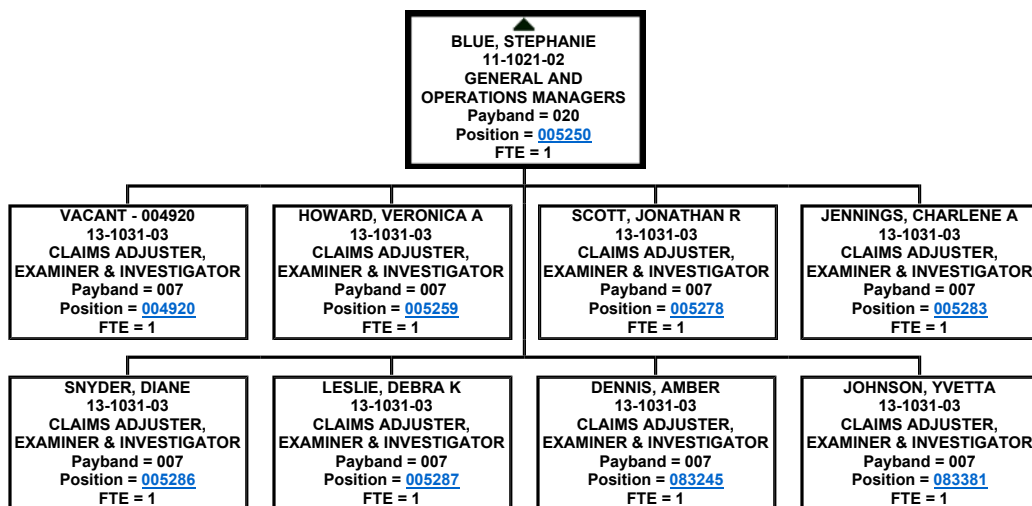 BLUE, STEPHANIE
11-1021-02
GENERAL AND
OPERATIONS MANAGERS
Payband = 020
Position = 005250
FTE = 1
VACANT - 004920
13-1031-03
CLAIMS ADJUSTER,
EXAMINER & INVESTIGATOR
Payband = 007
Position = 004920
FTE = 1
HOWARD, VERONICA A
13-1031-03
CLAIMS ADJUSTER,
EXAMINER & INVESTIGATOR
Payband = 007
Position = 005259
FTE = 1
SCOTT, JONATHAN R
13-1031-03
CLAIMS ADJUSTER,
EXAMINER & INVESTIGATOR
Payband = 007
Position = 005278
FTE = 1
JENNINGS, CHARLENE A
13-1031-03
CLAIMS ADJUSTER,
EXAMINER & INVESTIGATOR
Payband = 007
Position = 005283
FTE = 1
SNYDER, DIANE
13-1031-03
CLAIMS ADJUSTER,
EXAMINER & INVESTIGATOR
Payband = 007
Position = 005286
FTE = 1
LESLIE, DEBRA K
13-1031-03
CLAIMS ADJUSTER,
EXAMINER & INVESTIGATOR
Payband = 007
Position = 005287
FTE = 1
DENNIS, AMBER
13-1031-03
CLAIMS ADJUSTER,
EXAMINER & INVESTIGATOR
Payband = 007
Position = 083245
FTE = 1
JOHNSON, YVETTA
13-1031-03
CLAIMS ADJUSTER,
EXAMINER & INVESTIGATOR
Payband = 007
Position = 083381
FTE = 1